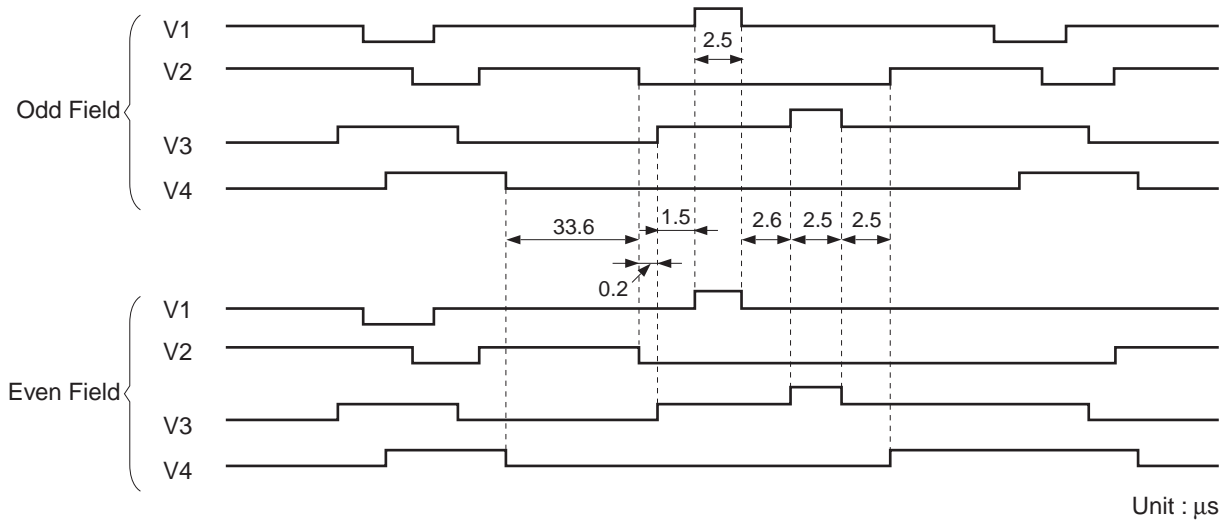 Odd Field
V1
2.5
V2
V3
V4
33.6
1.5
2.6
2.5
2.5
0.2
Even Field
V1
V2
V3
V4
Unit : μs